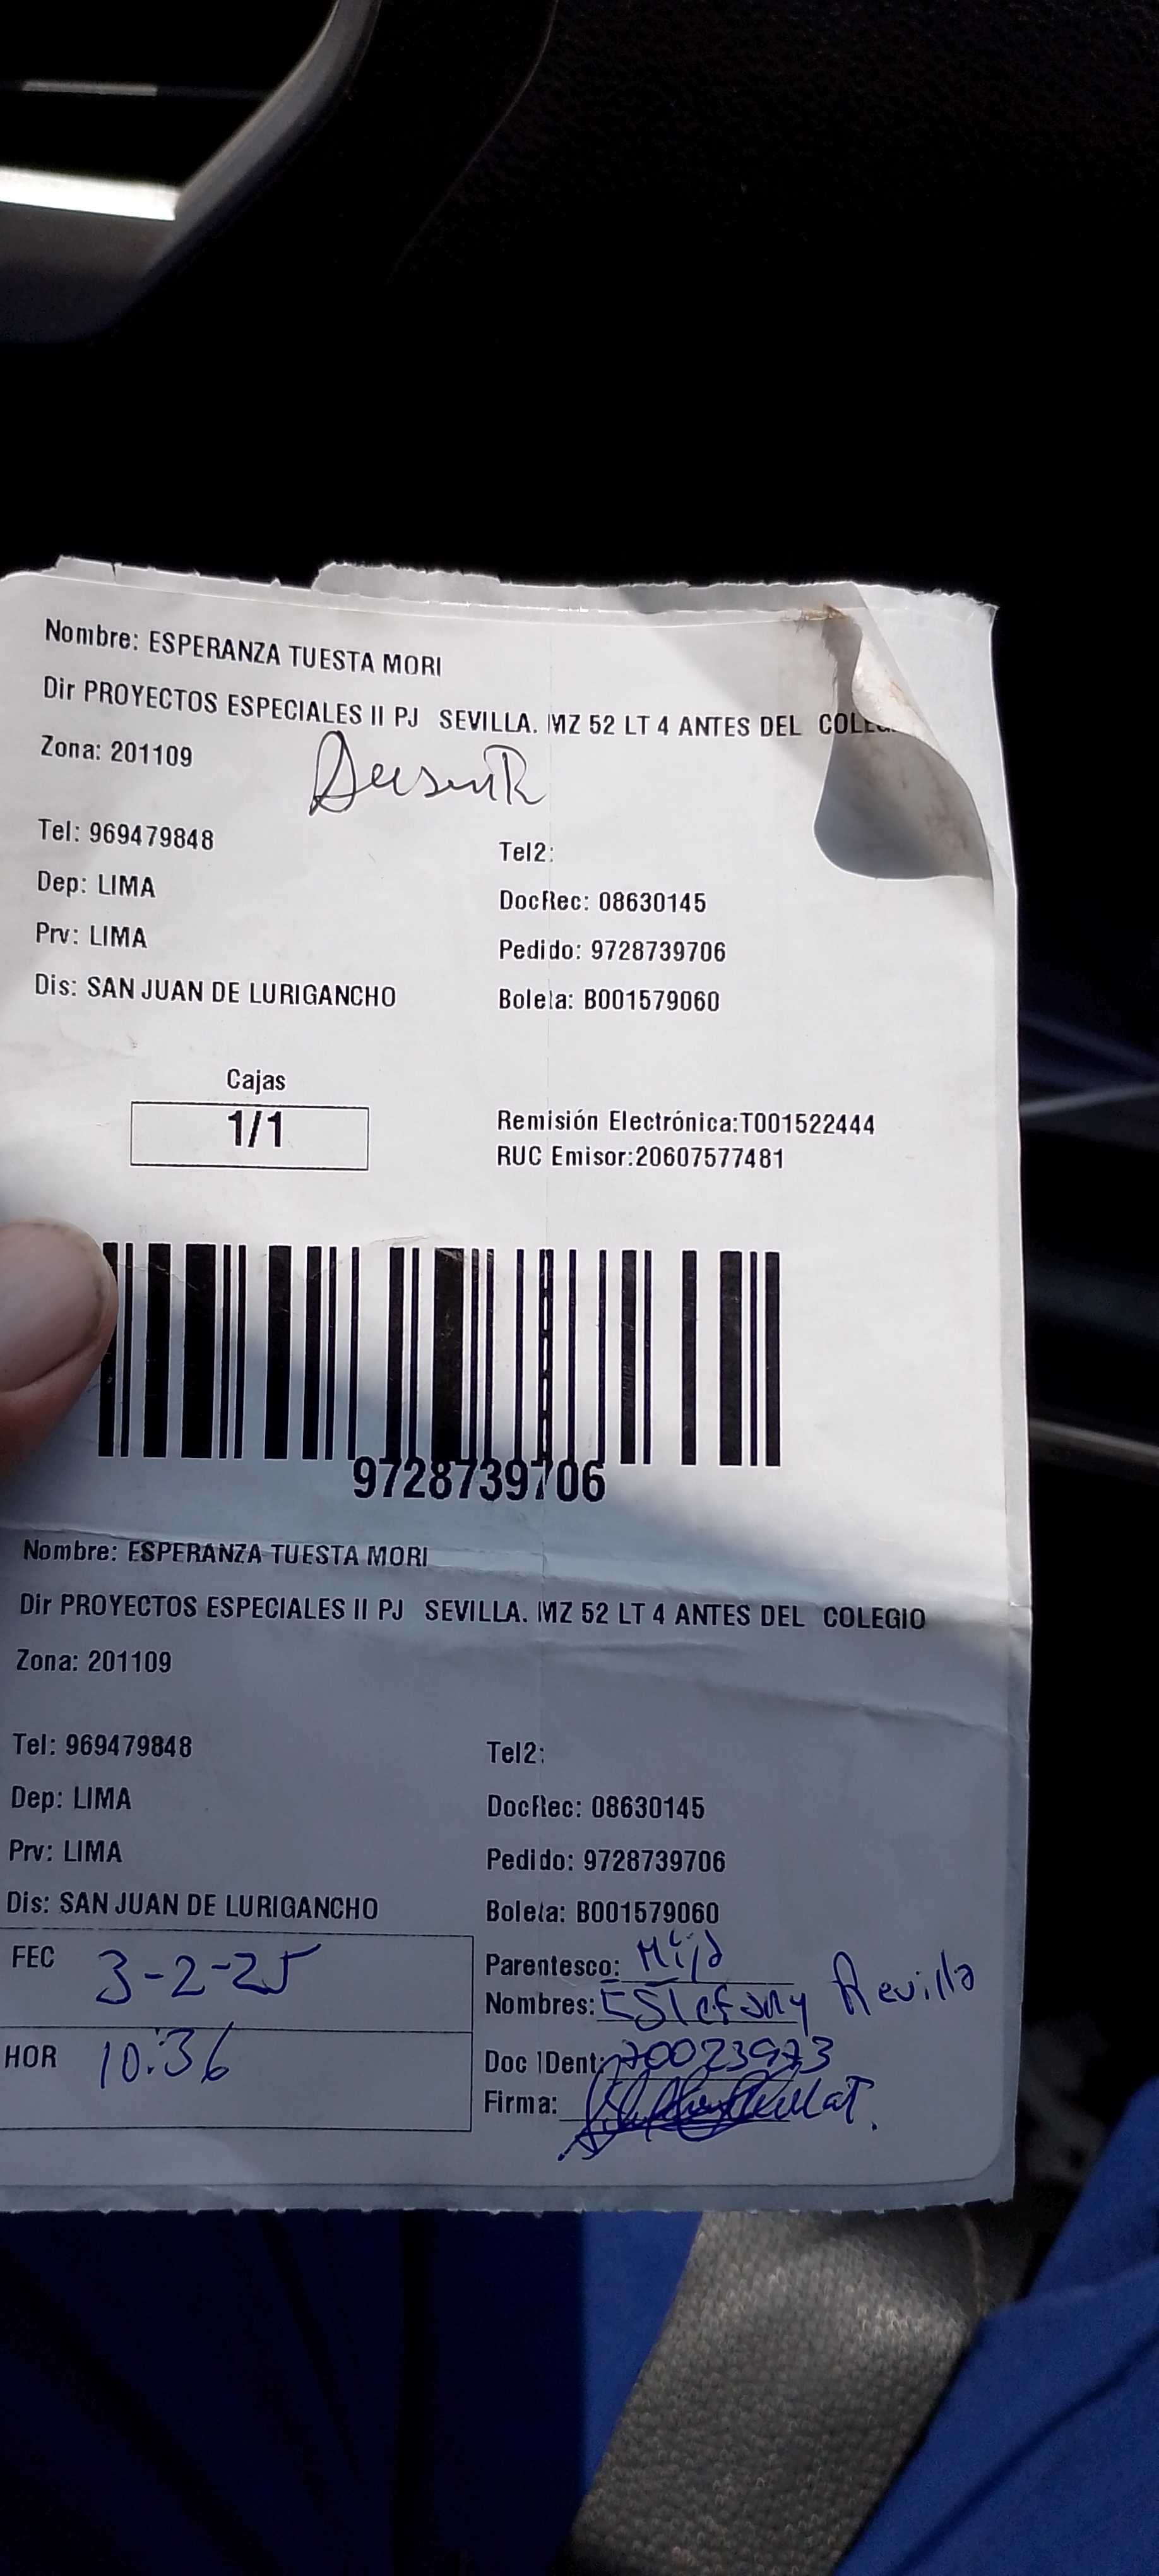 Nombre: ESPERANZA TUESTA MORI
Dir PROYECTOS ESPECIALES II PJ SEVILLA. MZ 52 LT 4 ANTES DEL
Zona: 201109
Tel: 969479848 Tel2:
Dep: LIMA DocRec: 08630145
Prv: LIMA Pedido: 9728739706
Dis: SAN JUAN DE LURIGANCHO Boleta: B001579060
Cajas
1/1
Remisión Electrónica:T001522444
RUC Emisor:20607577481
9728739706
Nombre: ESPERANZA TUESTA MORI
Dir PROYECTOS ESPECIALES II PJ SEVILLA. MZ 52 LT 4 ANTES DEL COLEGIO
Zona: 201109
Tel: 969479848 Tel2:
Dep: LIMA DocRec: 08630145
Prv: LIMA Pedido: 9728739706
Dis: SAN JUAN DE LURIGANCHO Boleta: B001579060
FEC 3-2-25 Parentesco: Hija
Nombres: Estefany Revilla
HOR 10:36 Doc IDent: 70023973
Firma: